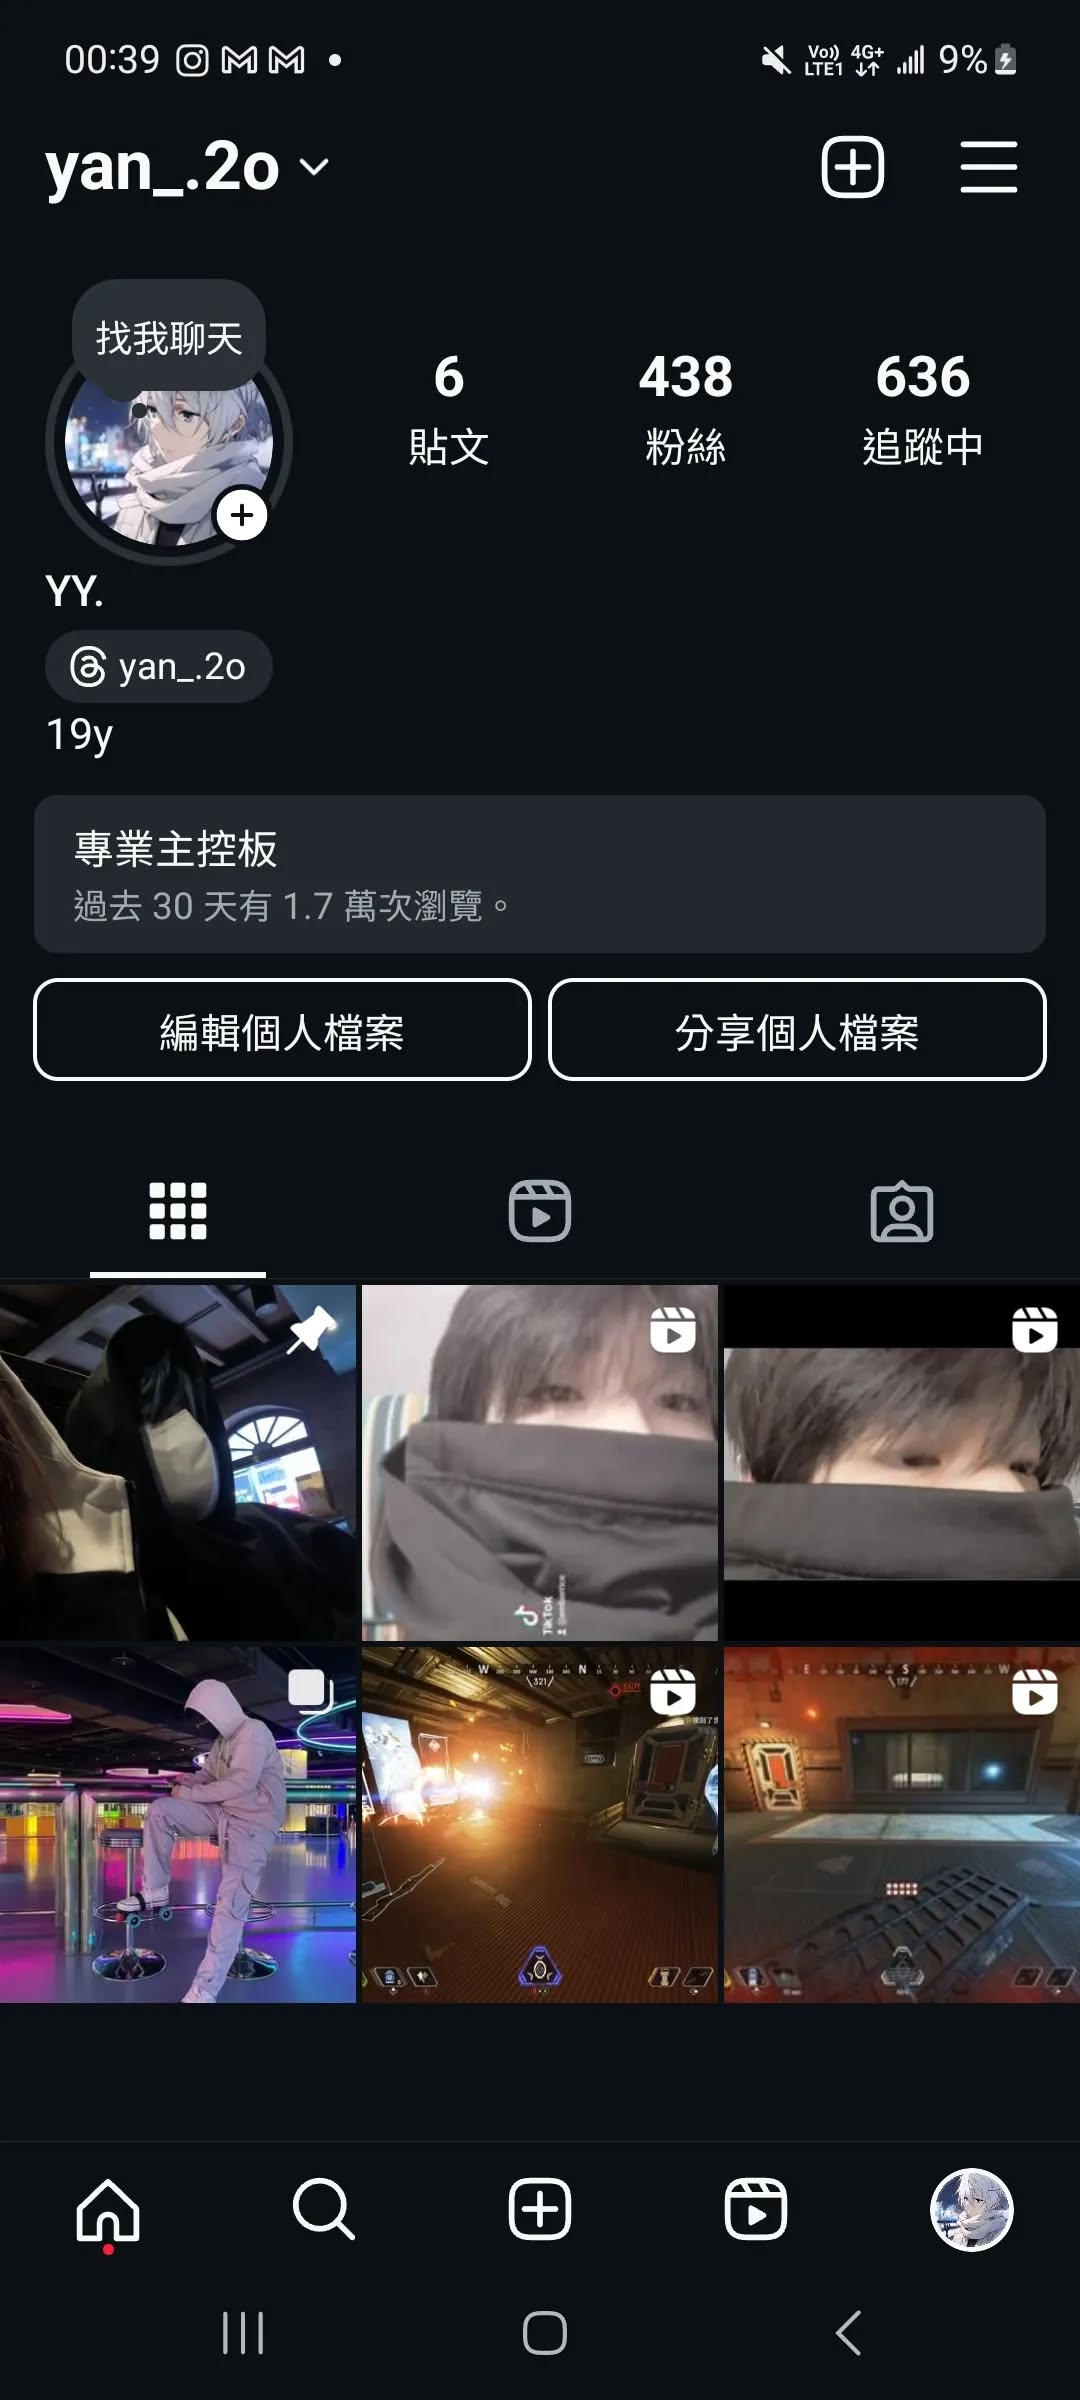 00:39
Vo)) 4G+
LTE1
9%
yan_.2o
找我聊天
6
438
636
貼文
粉絲
追蹤中
YY.
yan_.2o
19y
專業主控板
過去 30 天有 1.7 萬次瀏覽。
編輯個人檔案
分享個人檔案
TikTok
W
N
321
E
S
W